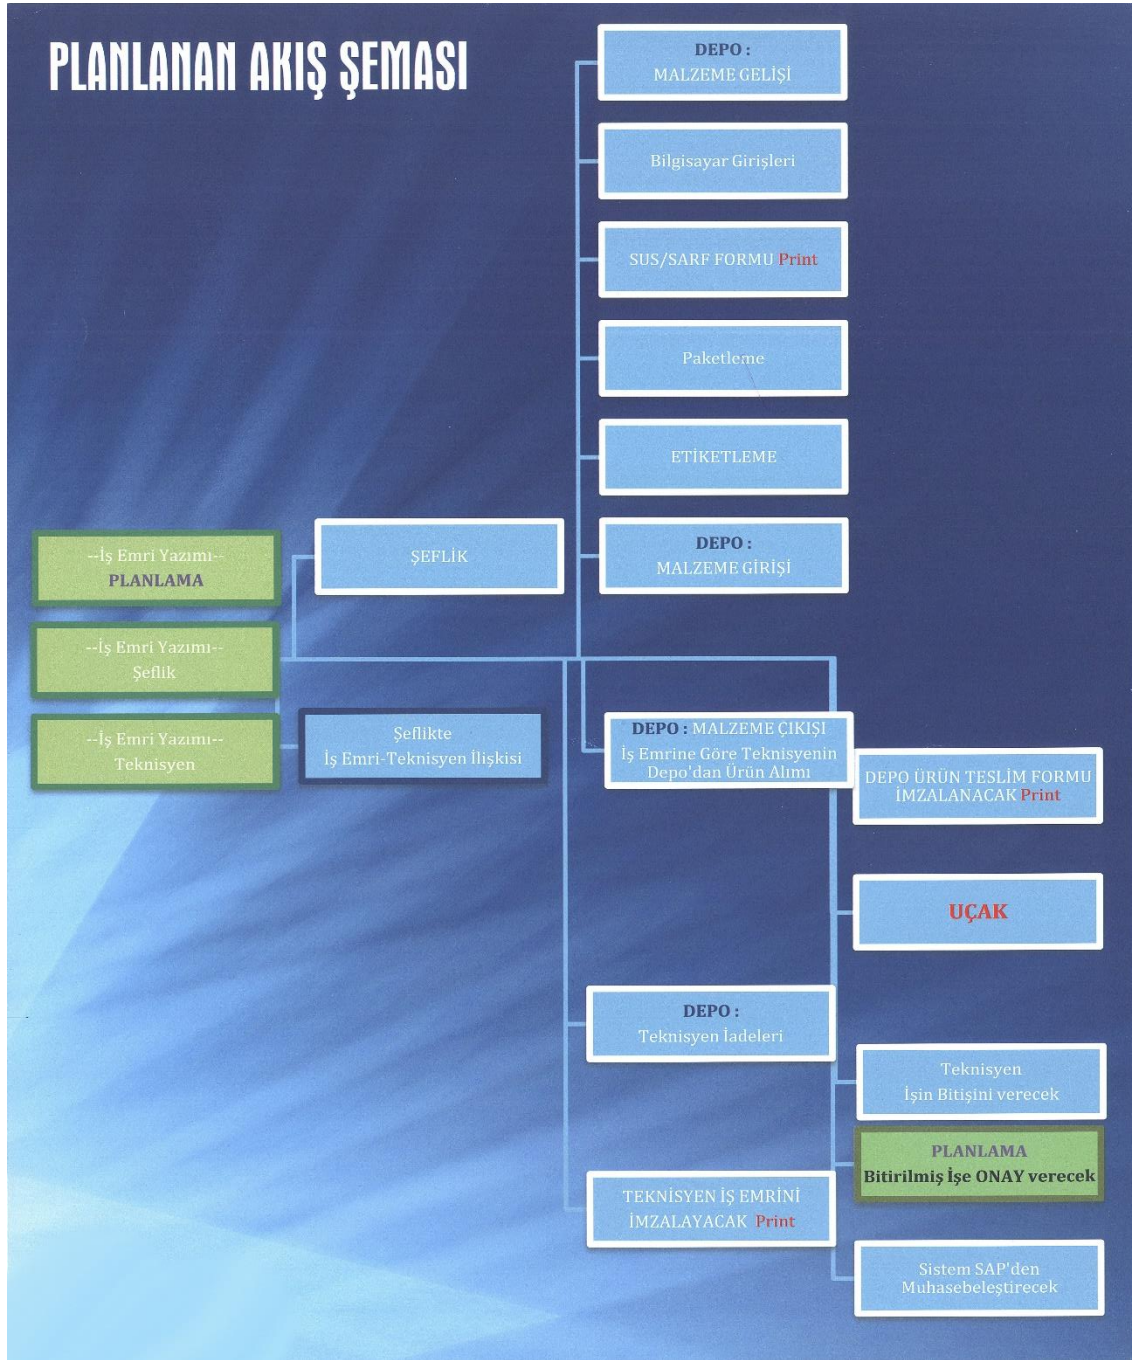 PLANLANAN AKIŞ ŞEMASI
DEPO :
MALZEME GELİŞİ
Bilgisayar Girişleri
SUS/SARF FORMU Print
Paketleme
ETİKETLEME
DEPO :
MALZEME GİRİŞİ
--İş Emri Yazımı--
PLANLAMA
ŞEFLİK
--İş Emri Yazımı--
Şeflik
--İş Emri Yazımı--
Teknisyen
Şeflikte
İş Emri-Teknisyen İlişkisi
DEPO : MALZEME ÇIKIŞI
İş Emrine Göre Teknisyenin
Depo'dan Ürün Alımı
DEPO ÜRÜN TESLİM FORMU
İMZALANACAK Print
UÇAK
DEPO :
Teknisyen İadeleri
Teknisyen
İşin Bitişini verecek
PLANLAMA
Bitirilmiş İşe ONAY verecek
TEKNİSYEN İŞ EMRİNİ
İMZALAYACAK Print
Sistem SAP'den
Muhasebeleştirecek